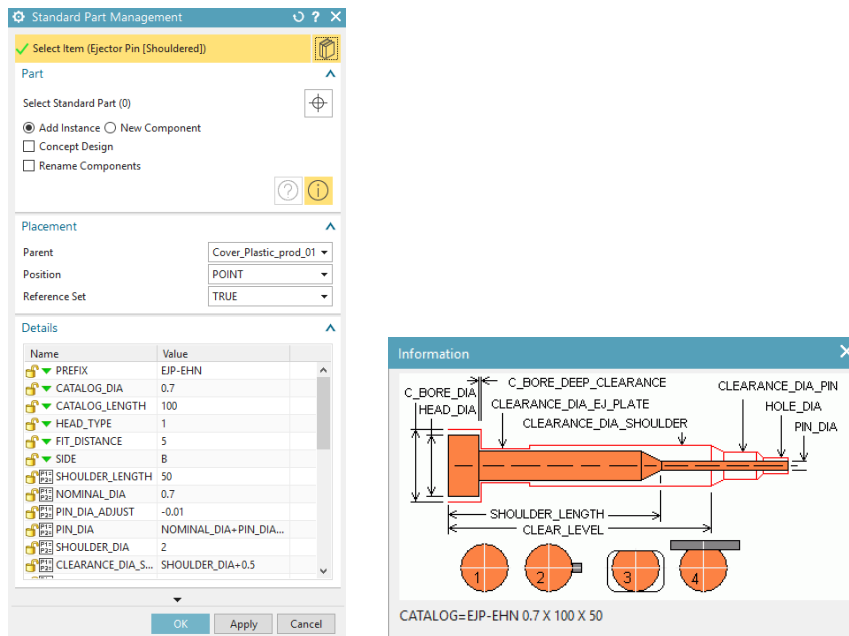 Standard Part Management
Select Item (Ejector Pin [Shouldered])
Part
Select Standard Part (0)
Add Instance New Component
Concept Design
Rename Components
Placement
Parent Cover_Plastic_prod_01
Position POINT
Reference Set TRUE
Details
Name Value
PREFIX EJP-EHN
CATALOG_DIA 0.7
CATALOG_LENGTH 100
HEAD_TYPE 1
FIT_DISTANCE 5
SIDE B
SHOULDER_LENGTH 50
NOMINAL_DIA 0.7
PIN_DIA_ADJUST -0.01
PIN_DIA NOMINAL_DIA+PIN_DIA...
SHOULDER_DIA 2
CLEARANCE_DIA_S... SHOULDER_DIA+0.5
OK Apply Cancel
Information
C_BORE_DEEP_CLEARANCE
CLEARANCE_DIA_PIN
C_BORE_DIA
CLEARANCE_DIA_EJ_PLATE
HOLE_DIA
HEAD_DIA
CLEARANCE_DIA_SHOULDER
PIN_DIA
SHOULDER_LENGTH
CLEAR_LEVEL
1 2 3 4
CATALOG=EJP-EHN 0.7 X 100 X 50